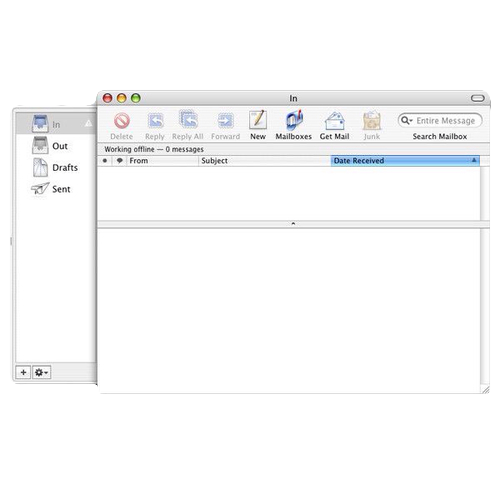 In
Delete Reply Reply All Forward New Mailboxes Get Mail Junk
Entire Message
Search Mailbox
Working offline — 0 messages
From Subject Date Received
In
Out
Drafts
Sent